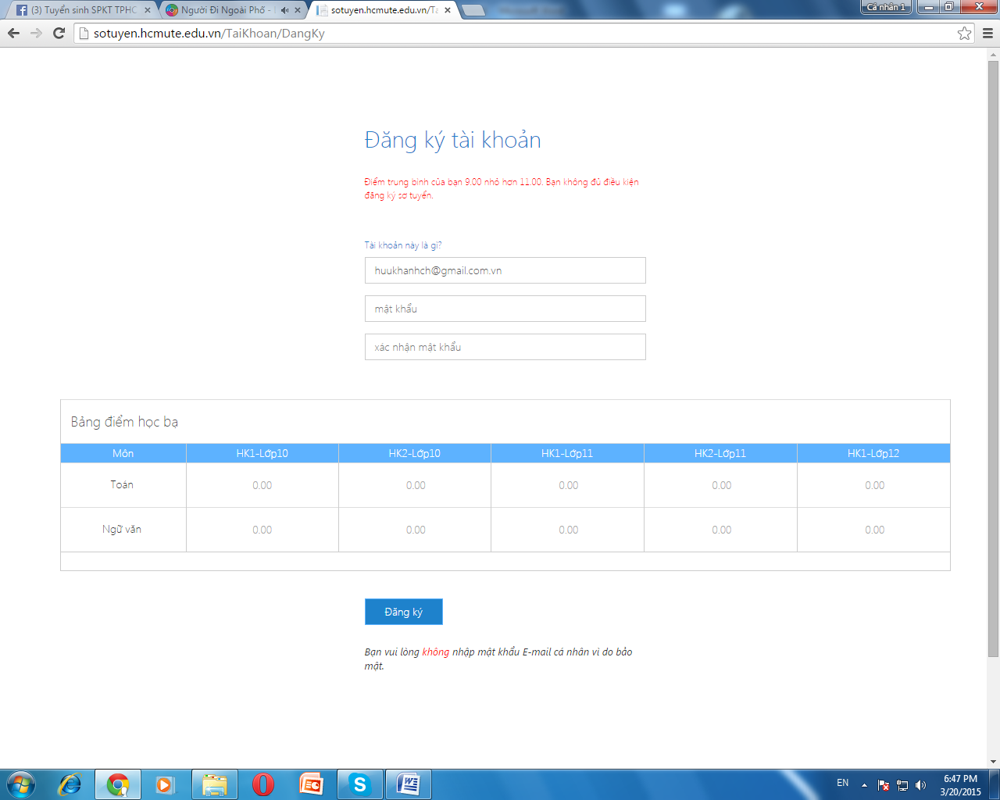 (3) Tuyển sinh SPKT TPHC
Người Đi Ngoài Phố -
sotuyen.hcmute.edu.vn/Ta
Cá nhân 1
sotuyen.hcmute.edu.vn/TaiKhoan/DangKy
Đăng ký tài khoản
Điểm trung bình của bạn 9.00 nhỏ hơn 11.00. Bạn không đủ điều kiện
đăng ký sơ tuyển.
Tài khoản này là gì?
huukhanhch@gmail.com.vn
mật khẩu
xác nhận mật khẩu
Bảng điểm học bạ
Môn HK1-Lớp10 HK2-Lớp10 HK1-Lớp11 HK2-Lớp11 HK1-Lớp12
Toán 0.00 0.00 0.00 0.00 0.00
Ngữ văn 0.00 0.00 0.00 0.00 0.00
Đăng ký
Bạn vui lòng không nhập mật khẩu E-mail cá nhân vì do bảo
mật.
EN
6:47 PM
3/20/2015